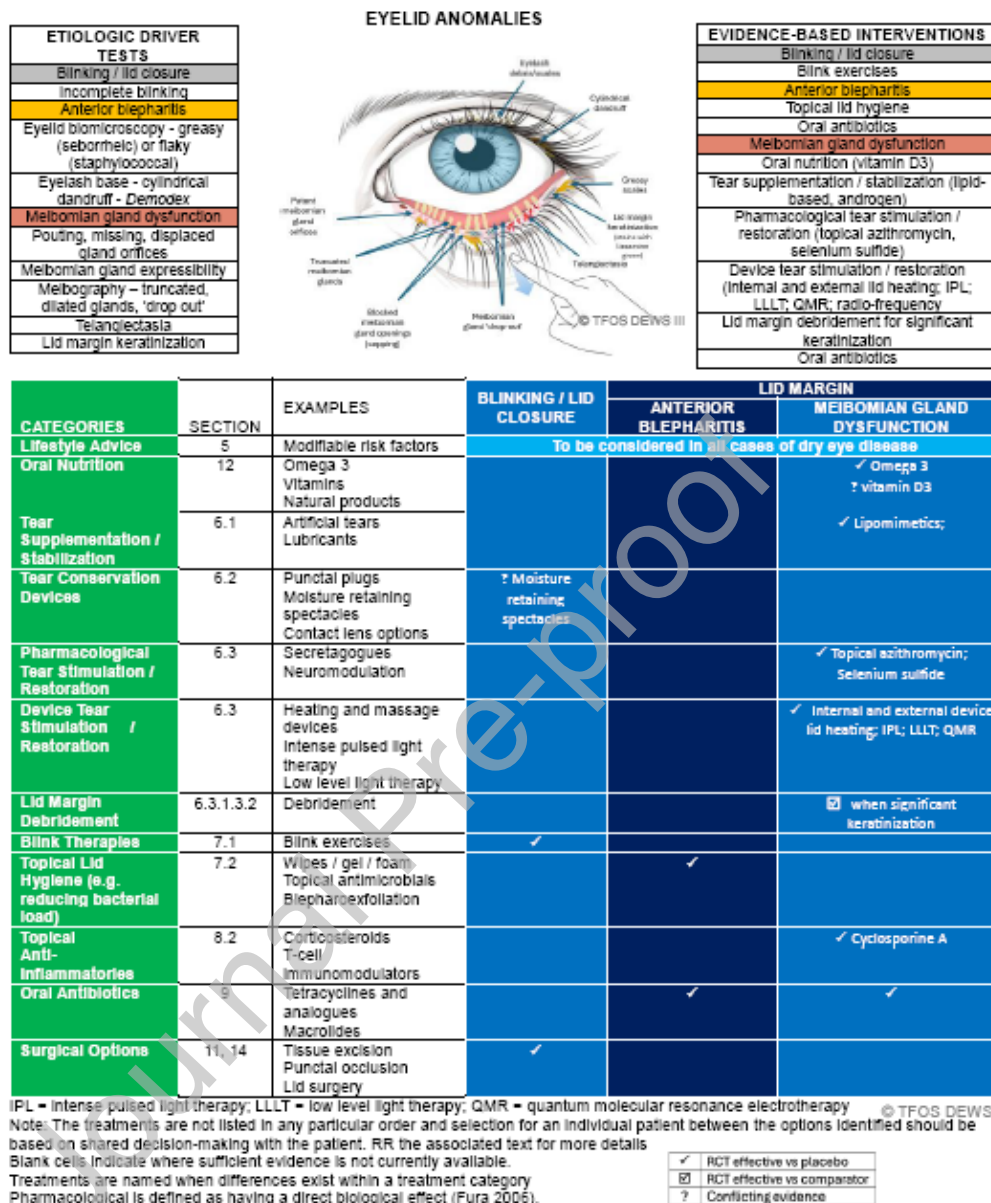 EYELID ANOMALIES
ETIOLOGIC DRIVER
TESTS
Blinking / lid closure
Incomplete blinking
Anterior blepharitis
Eyelid biomicroscopy - greasy
(seborrheic) or flaky
(staphylococcal)
Eyelash base - cylindrical
dandruff - Demodex
Meibomian gland dysfunction
Pouting, missing, displaced
gland orifices
Meibomian gland expressibility
Meibography – truncated,
dilated glands, 'drop out'
Telangiectasia
Lid margin keratinization
Eyelash
debris/scales
Cylindrical
dandruff
Greasy
scales
Lid margin
keratinization
Telangiectasia
Patent
meibomian
gland
orifices
Truncated
meibomian
glands
Blocked
meibomian
gland openings
(capping)
Meibomian
gland 'drop out'
© TFOS DEWS III
EVIDENCE-BASED INTERVENTIONS
Blinking / lid closure
Blink exercises
Anterior blepharitis
Topical lid hygiene
Oral antibiotics
Meibomian gland dysfunction
Oral nutrition (vitamin D3)
Tear supplementation / stabilization (lipid-
based, androgen)
Pharmacological tear stimulation /
restoration (topical azithromycin,
selenium sulfide)
Device tear stimulation / restoration
(internal and external lid heating; IPL;
LLLT; QMR; radio-frequency
Lid margin debridement for significant
keratinization
Oral antibiotics
CATEGORIES SECTION EXAMPLES BLINKING / LID CLOSURE LID MARGIN
ANTERIOR BLEPHARITIS MEIBOMIAN GLAND DYSFUNCTION
Lifestyle Advice 5 Modifiable risk factors To be considered in all cases of dry eye disease
Oral Nutrition 12 Omega 3 ✓ Omega 3
Vitamins ? vitamin D3
Natural products
Tear 6.1 Artificial tears ✓ Lipomimetics;
Supplementation / Lubricants
Stabilization
Tear Conservation 6.2 Punctal plugs ? Moisture
Devices Moisture retaining retaining
spectacles spectacles
Contact lens options
Pharmacological 6.3 Secretagogues ✓ Topical azithromycin;
Tear Stimulation / Neuromodulation Selenium sulfide
Restoration
Device Tear 6.3 Heating and massage ✓ Internal and external device
Stimulation / devices lid heating; IPL; LLLT; QMR
Restoration Intense pulsed light
therapy
Low level light therapy
Lid Margin 6.3.1.3.2 Debridement ☑ when significant
Debridement keratinization
Blink Therapies 7.1 Blink exercises ✓
Topical Lid 7.2 Wipes / gel / foam ✓
Hygiene (e.g. Topical antimicrobials
reducing bacterial Blepharoexfoliation
load)
Topical 8.2 Corticosteroids ✓ Cyclosporine A
Anti- T-cell
Inflammatories immunomodulators
Oral Antibiotics 9 Tetracyclines and ✓ ✓
analogues
Macrolides
Surgical Options 11, 14 Tissue excision ✓
Punctal occlusion
Lid surgery
IPL = intense pulsed light therapy; LLLT = low level light therapy; QMR = quantum molecular resonance electrotherapy © TFOS DEWS
Note: The treatments are not listed in any particular order and selection for an individual patient between the options identified should be
based on shared decision-making with the patient. RR the associated text for more details
Blank cells indicate where sufficient evidence is not currently available.
Treatments are named when differences exist within a treatment category
Pharmacological is defined as having a direct biological effect (Fura 2006).
✓ RCT effective vs placebo
☑ RCT effective vs comparator
? Conflicting evidence
Journal Pre-proof